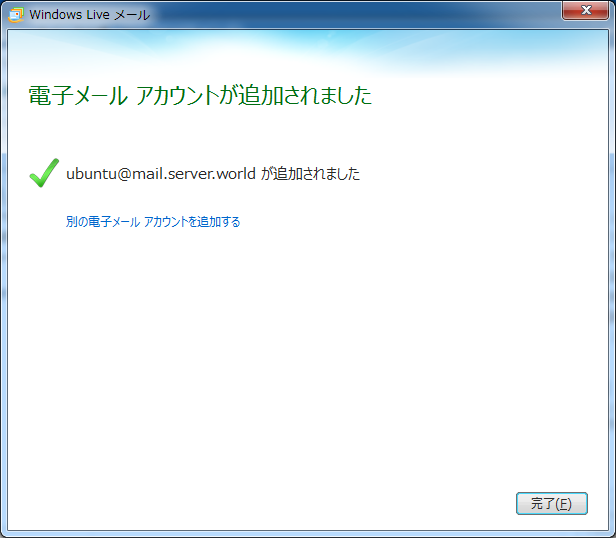 Windows Live メール
電子メール アカウントが追加されました
ubuntu@mail.server.world が追加されました
別の電子メール アカウントを追加する
完了(F)